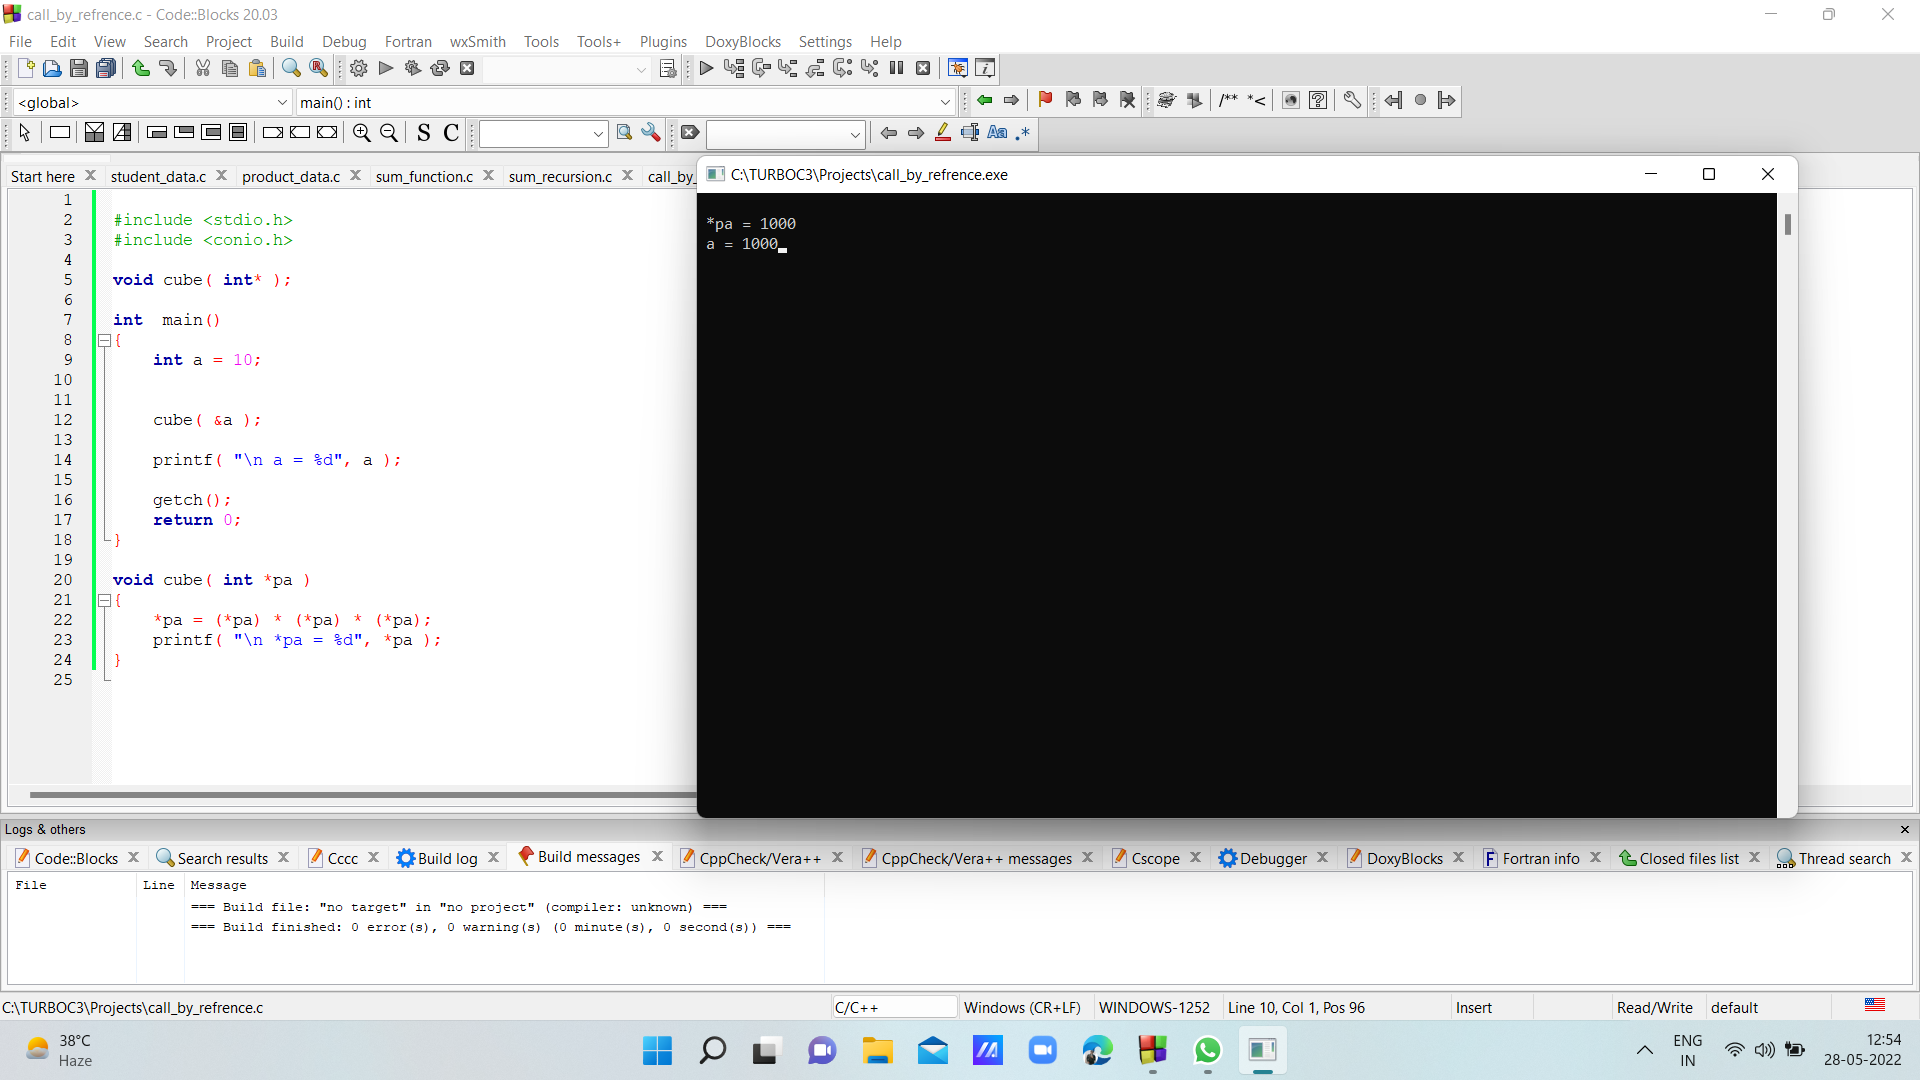 call_by_refrence.c - Code::Blocks 20.03
File Edit View Search Project Build Debug Fortran wxSmith Tools Tools+ Plugins DoxyBlocks Settings Help
<global> main() : int
/** *<
S C Aa .*
Start here student_data.c product_data.c sum_function.c sum_recursion.c call_by_
C:\TURBOC3\Projects\call_by_refrence.exe
*pa = 1000
a = 1000
1
2 #include <stdio.h>
3 #include <conio.h>
4
5 void cube( int* );
6
7 int  main()
8 {
9     int a = 10;
10
11
12     cube( &a );
13
14     printf( "\n a = %d", a );
15
16     getch();
17     return 0;
18 }
19
20 void cube( int *pa )
21 {
22     *pa = (*pa) * (*pa) * (*pa);
23     printf( "\n *pa = %d", *pa );
24 }
25
Logs & others
Code::Blocks Search results Cccc Build log Build messages CppCheck/Vera++ CppCheck/Vera++ messages Cscope Debugger DoxyBlocks Fortran info Closed files list Thread search
File Line Message
=== Build file: "no target" in "no project" (compiler: unknown) ===
=== Build finished: 0 error(s), 0 warning(s) (0 minute(s), 0 second(s)) ===
C:\TURBOC3\Projects\call_by_refrence.c C/C++ Windows (CR+LF) WINDOWS-1252 Line 10, Col 1, Pos 96 Insert Read/Write default
38°C
Haze
ENG
IN
12:54
28-05-2022